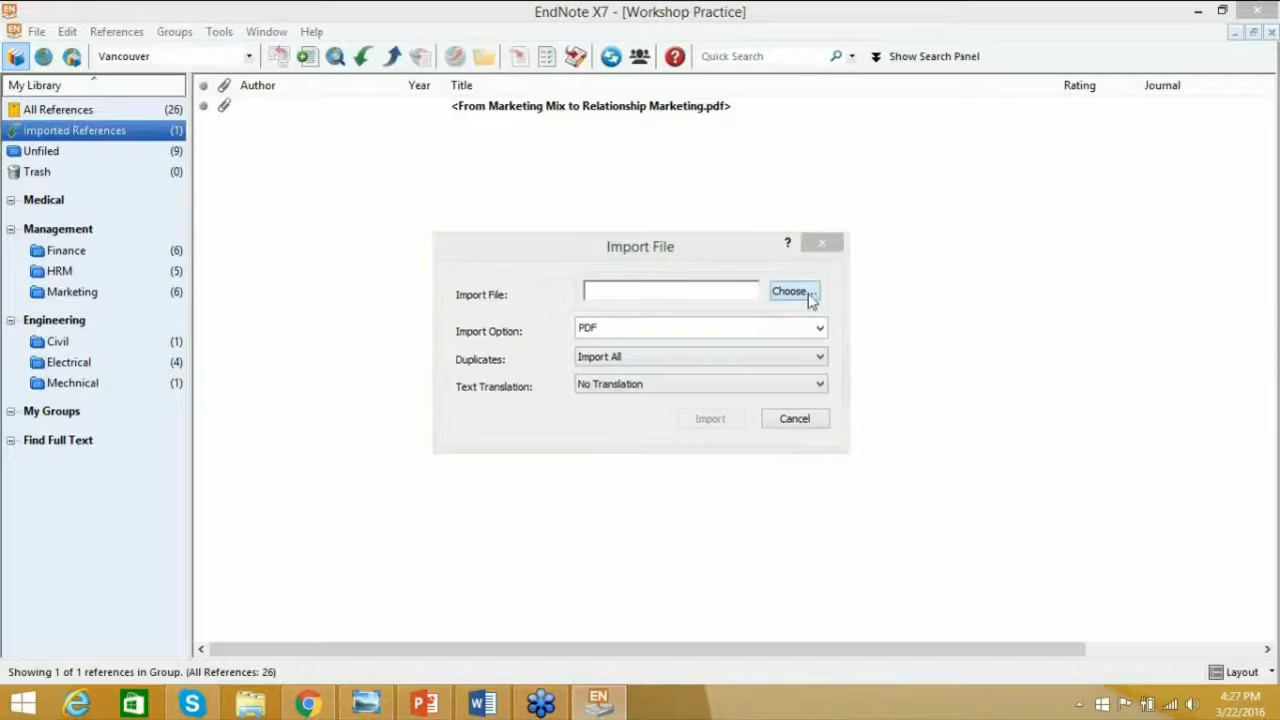 EN EndNote X7 - [Workshop Practice]
EN File Edit References Groups Tools Window Help
Vancouver Quick Search Show Search Panel
My Library Author Year Title Rating Journal
All References (26)
<From Marketing Mix to Relationship Marketing.pdf>
Imported References (1)
Unfiled (9)
Trash (0)
Medical
Management
Finance (6)
HRM (5)
Marketing (6)
Engineering
Civil (1)
Electrical (4)
Mechnical (1)
My Groups
Find Full Text
Import File
Import File: Choose...
Import Option: PDF
Duplicates: Import All
Text Translation: No Translation
Import Cancel
Showing 1 of 1 references in Group. (All References: 26) Layout
EN
4:27 PM
3/22/2016